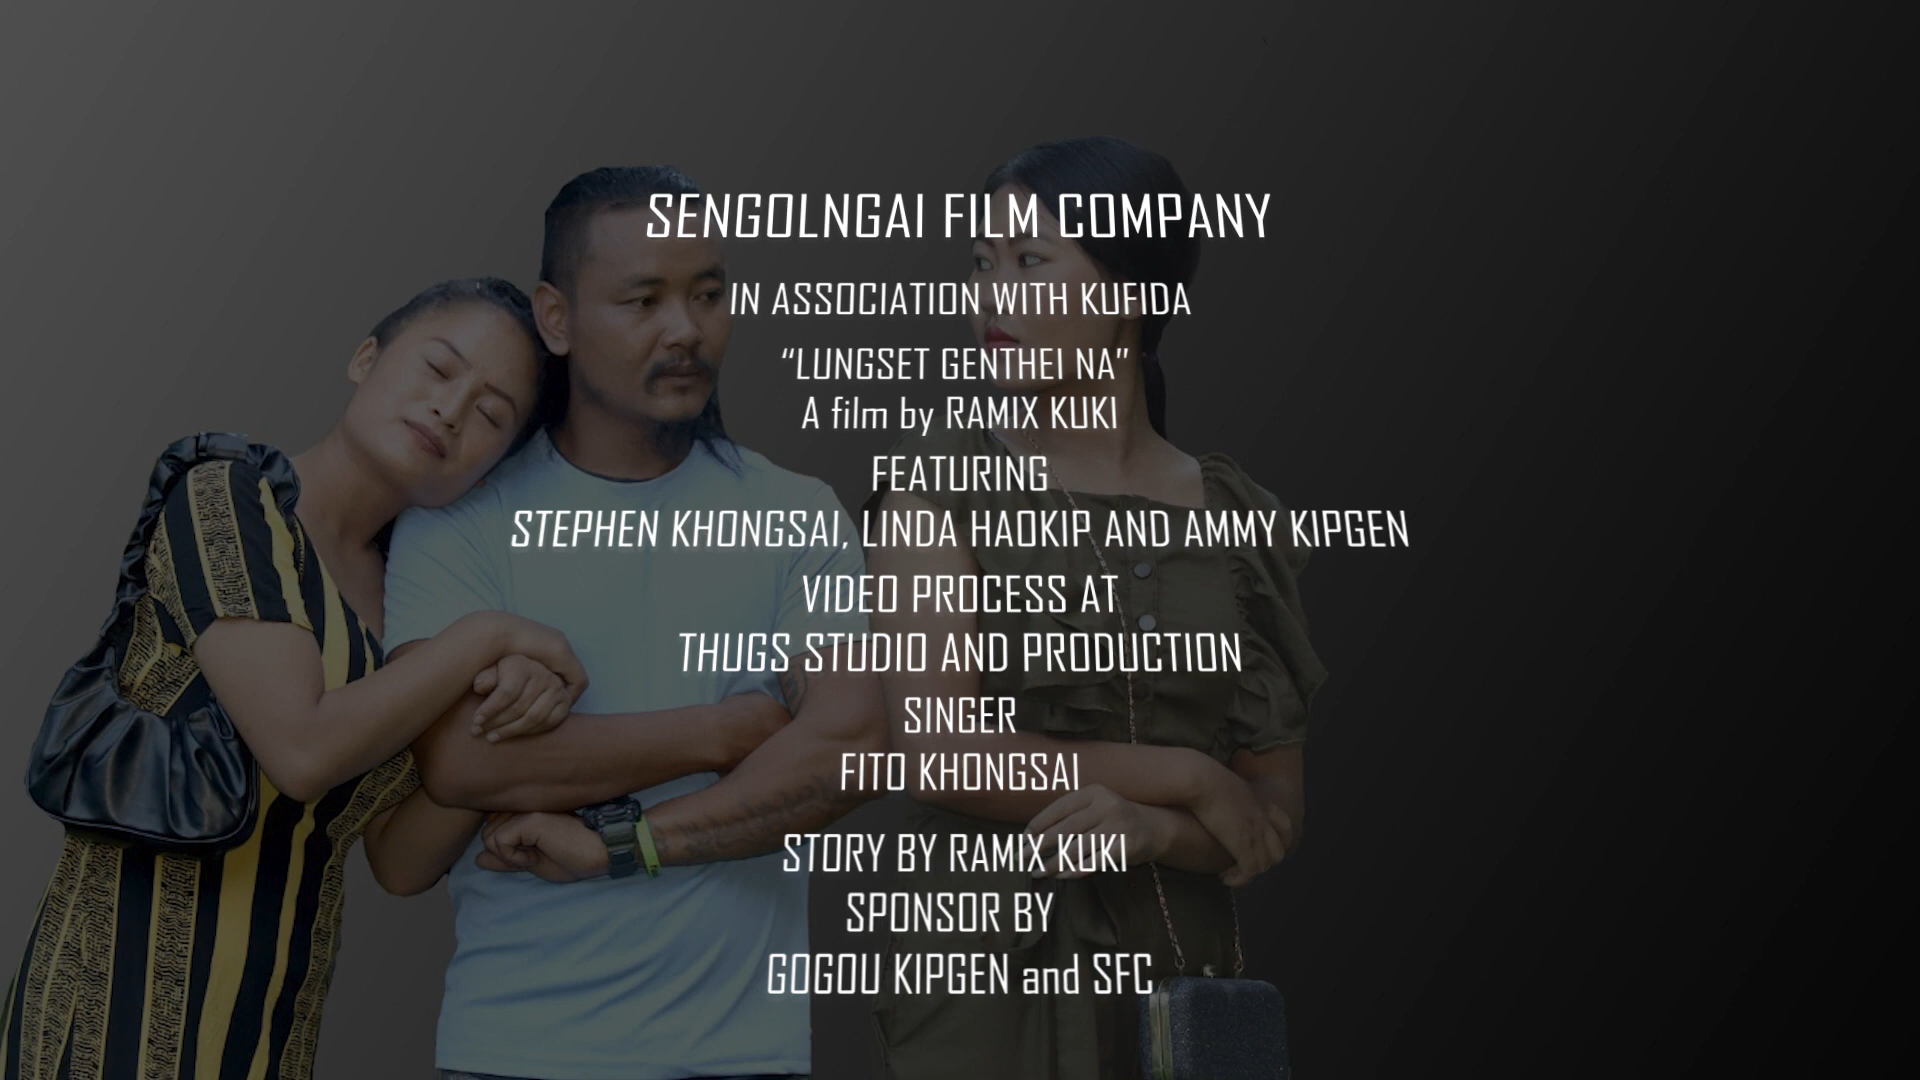 SENGOLNGAI FILM COMPANY
IN ASSOCIATION WITH KUFIDA
“LUNGSET GENTHEI NA”
A film by RAMIX KUKI
FEATURING
STEPHEN KHONGSAI, LINDA HAOKIP AND AMMY KIPGEN
VIDEO PROCESS AT
THUGS STUDIO AND PRODUCTION
SINGER
FITO KHONGSAI
STORY BY RAMIX KUKI
SPONSOR BY
GOGOU KIPGEN and SFC